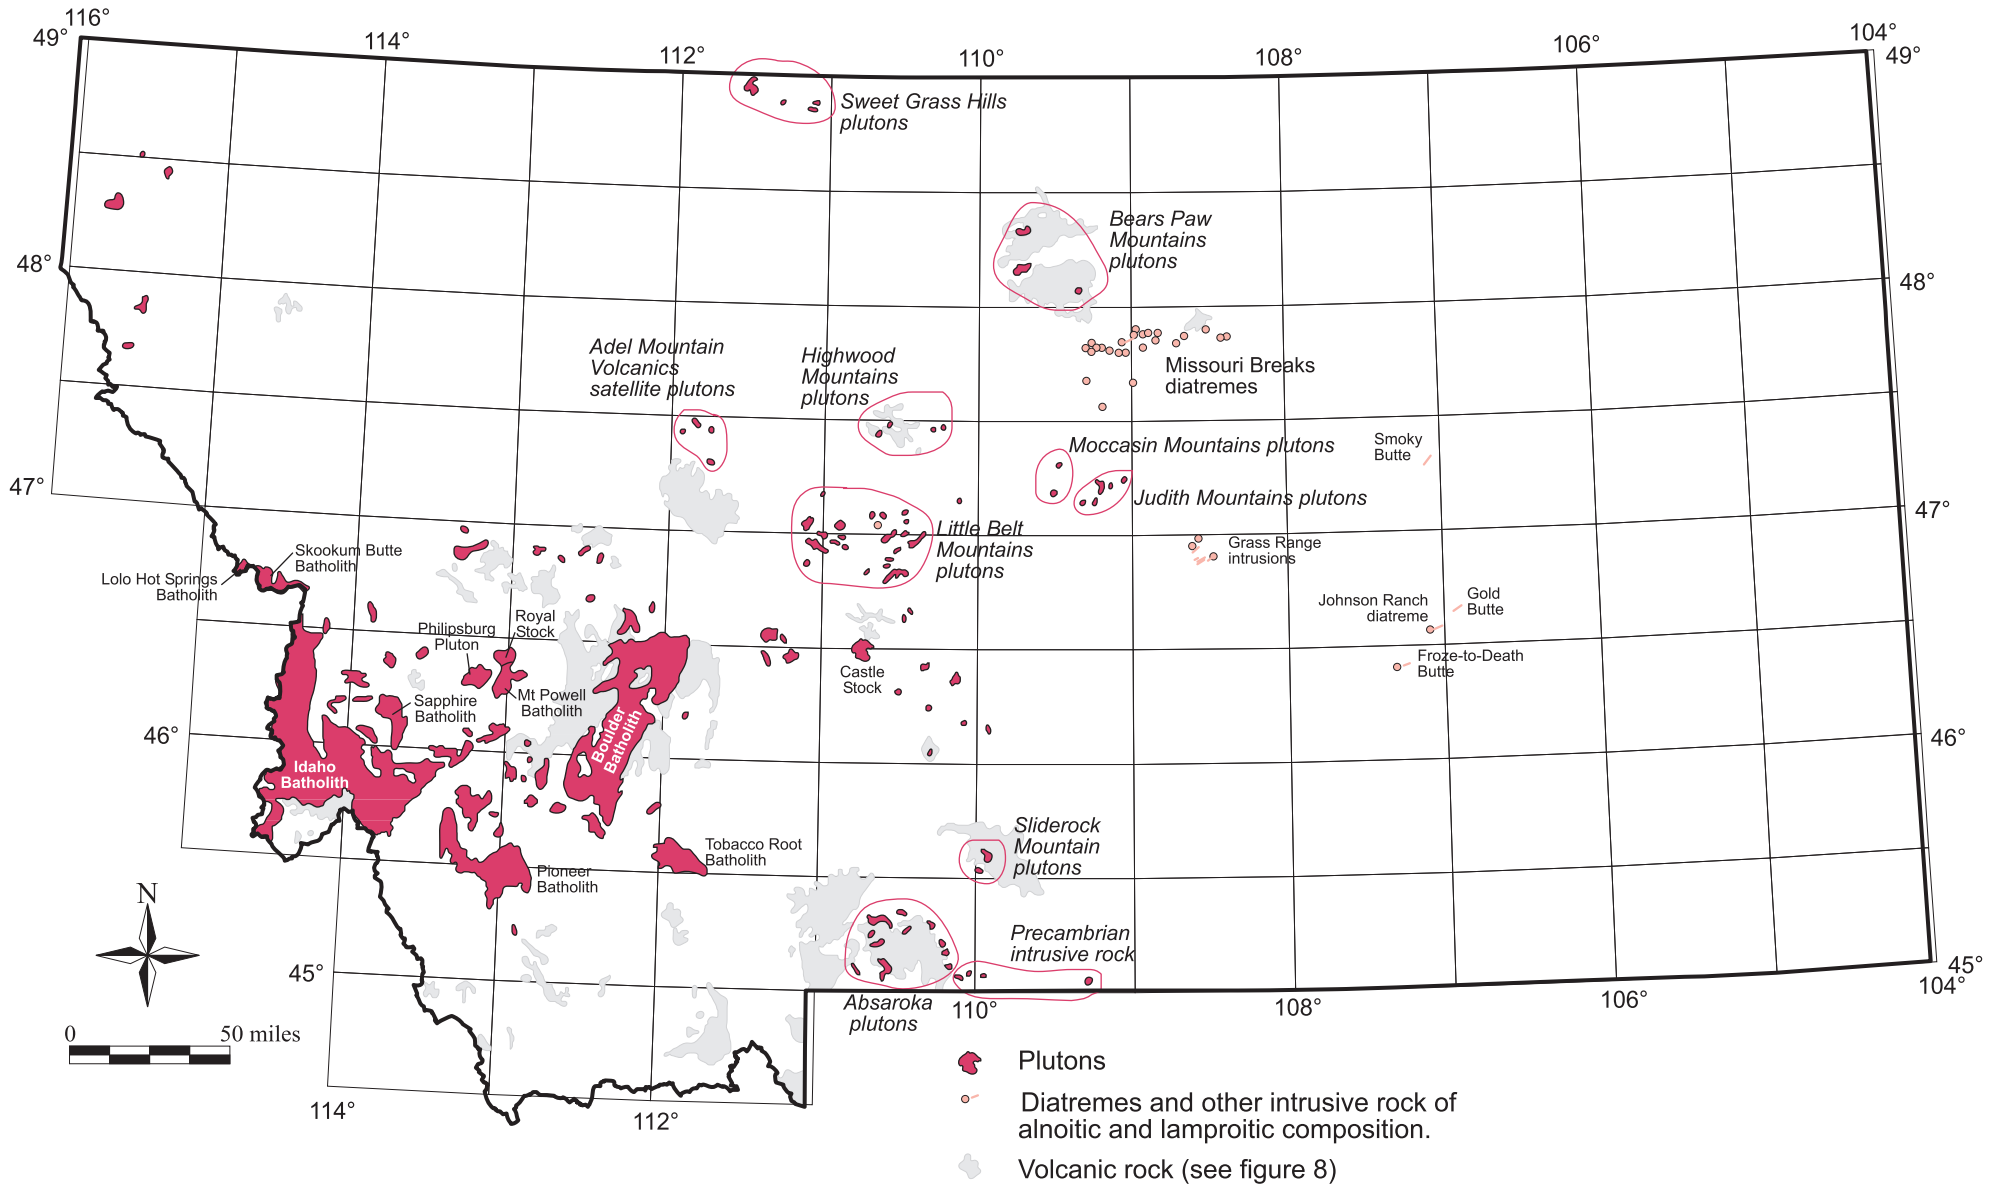 116°
49°
114°
112°
110°
108°
106°
104°
49°
Sweet Grass Hills
plutons
48°
Bears Paw
Mountains
plutons
48°
Adel Mountain
Volcanics
satellite plutons
Highwood
Mountains
plutons
Missouri Breaks
diatremes
Moccasin Mountains plutons
Smoky
Butte
47°
Judith Mountains plutons
47°
Little Belt
Mountains
plutons
Grass Range
intrusions
Skookum Butte
Batholith
Lolo Hot Springs
Batholith
Johnson Ranch
diatreme
Gold
Butte
Royal
Stock
Philipsburg
Pluton
Froze-to-Death
Butte
Castle
Stock
Mt Powell
Batholith
Sapphire
Batholith
Boulder
Batholith
46°
46°
Idaho
Batholith
Sliderock
Mountain
plutons
Tobacco Root
Batholith
Pioneer
Batholith
N
Precambrian
intrusive rock
45°
45°
104°
Absaroka
plutons
110°
108°
106°
0
50 miles
114°
112°
Plutons
Diatremes and other intrusive rock of
alnoitic and lamproitic composition.
Volcanic rock (see figure 8)